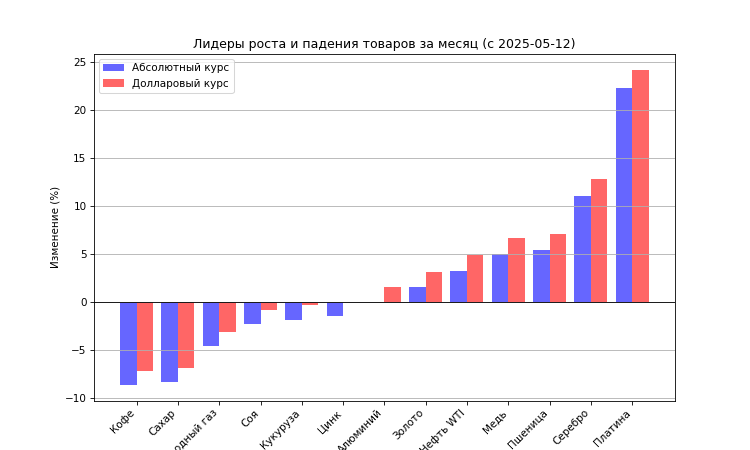 Лидеры роста и падения товаров за месяц (с 2025-05-12)
Абсолютный курс
Долларовый курс
Изменение (%)
25
20
15
10
5
0
−5
−10
Кофе
Сахар
одный газ
Соя
Кукуруза
Цинк
Алюминий
Золото
Нефть WTI
Медь
Пшеница
Серебро
Платина